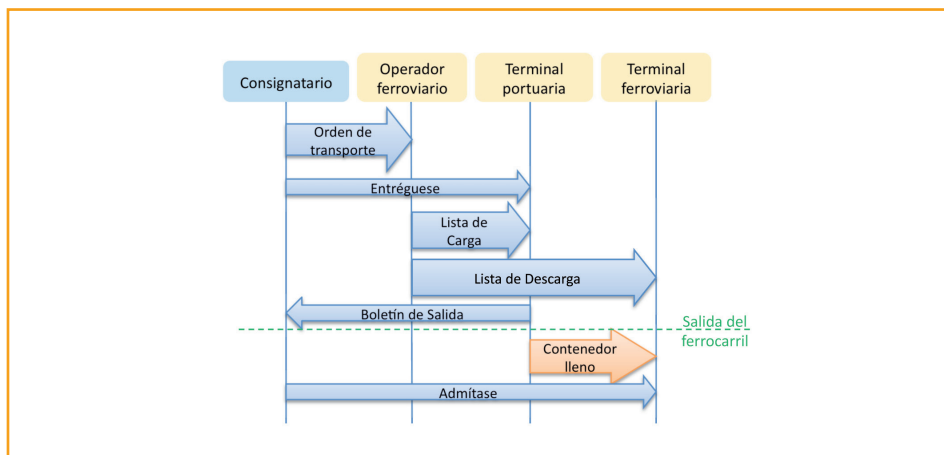 Consignatario
Operador
ferroviario
Terminal
portuaria
Terminal
ferroviaria
Orden de
transporte
Entréguese
Lista de
Carga
Lista de Descarga
Boletín de Salida
Salida del
ferrocarril
Contenedor
lleno
Admítase